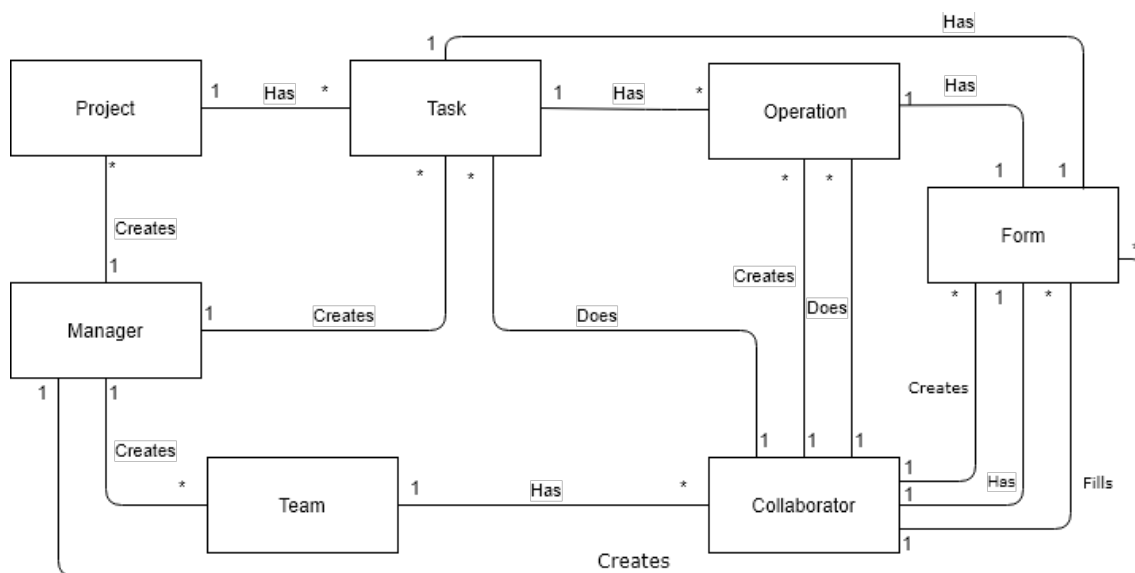 Has
1
Project
1
Has
*
Task
1
Has
*
Operation
1
Has
*
*
*
*
*
1
1
Creates
Form
*
1
Creates
Does
*
1
*
Manager
1
Creates
Does
1
1
Creates
Creates
1
1
1
1
*
1
Has
*
1
Has
Fills
Team
Collaborator
1
Creates